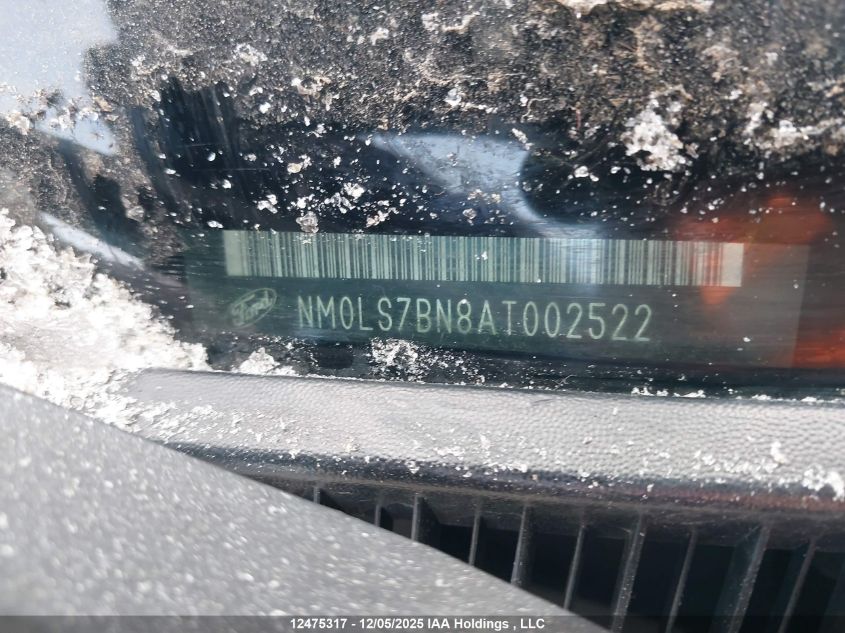 Ford
NM0LS7BN8AT002522
12475317 - 12/05/2025 IAA Holdings , LLC